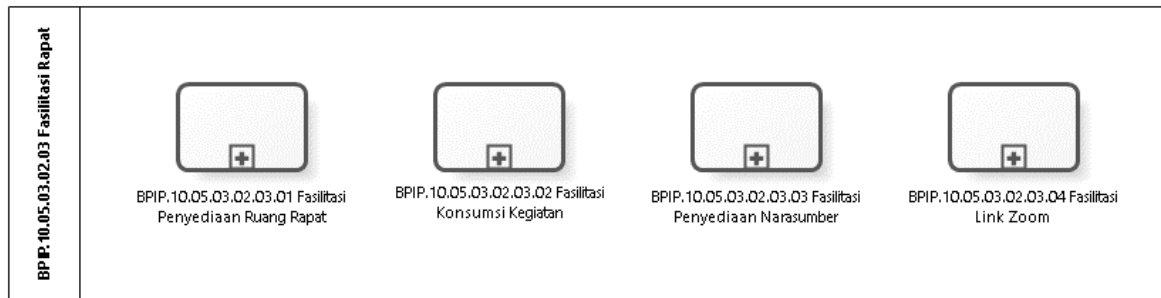 BPIP.10.05.03.02.03 Fasilitasi Rapat
BPIP.10.05.03.02.03.01 Fasilitasi
Penyediaan Ruang Rapat
BPIP.10.05.03.02.03.02 Fasilitasi
Konsumsi Kegiatan
BPIP.10.05.03.02.03.03 Fasilitasi
Penyediaan Narasumber
BPIP.10.05.03.02.03.04 Fasilitasi
Link Zoom